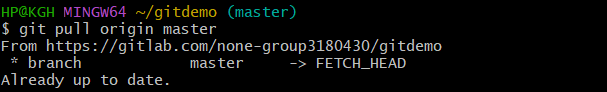 HP@KGH MINGW64 ~/gitdemo (master)
$ git pull origin master
From https://gitlab.com/none-group3180430/gitdemo
 * branch            master     -> FETCH_HEAD
Already up to date.